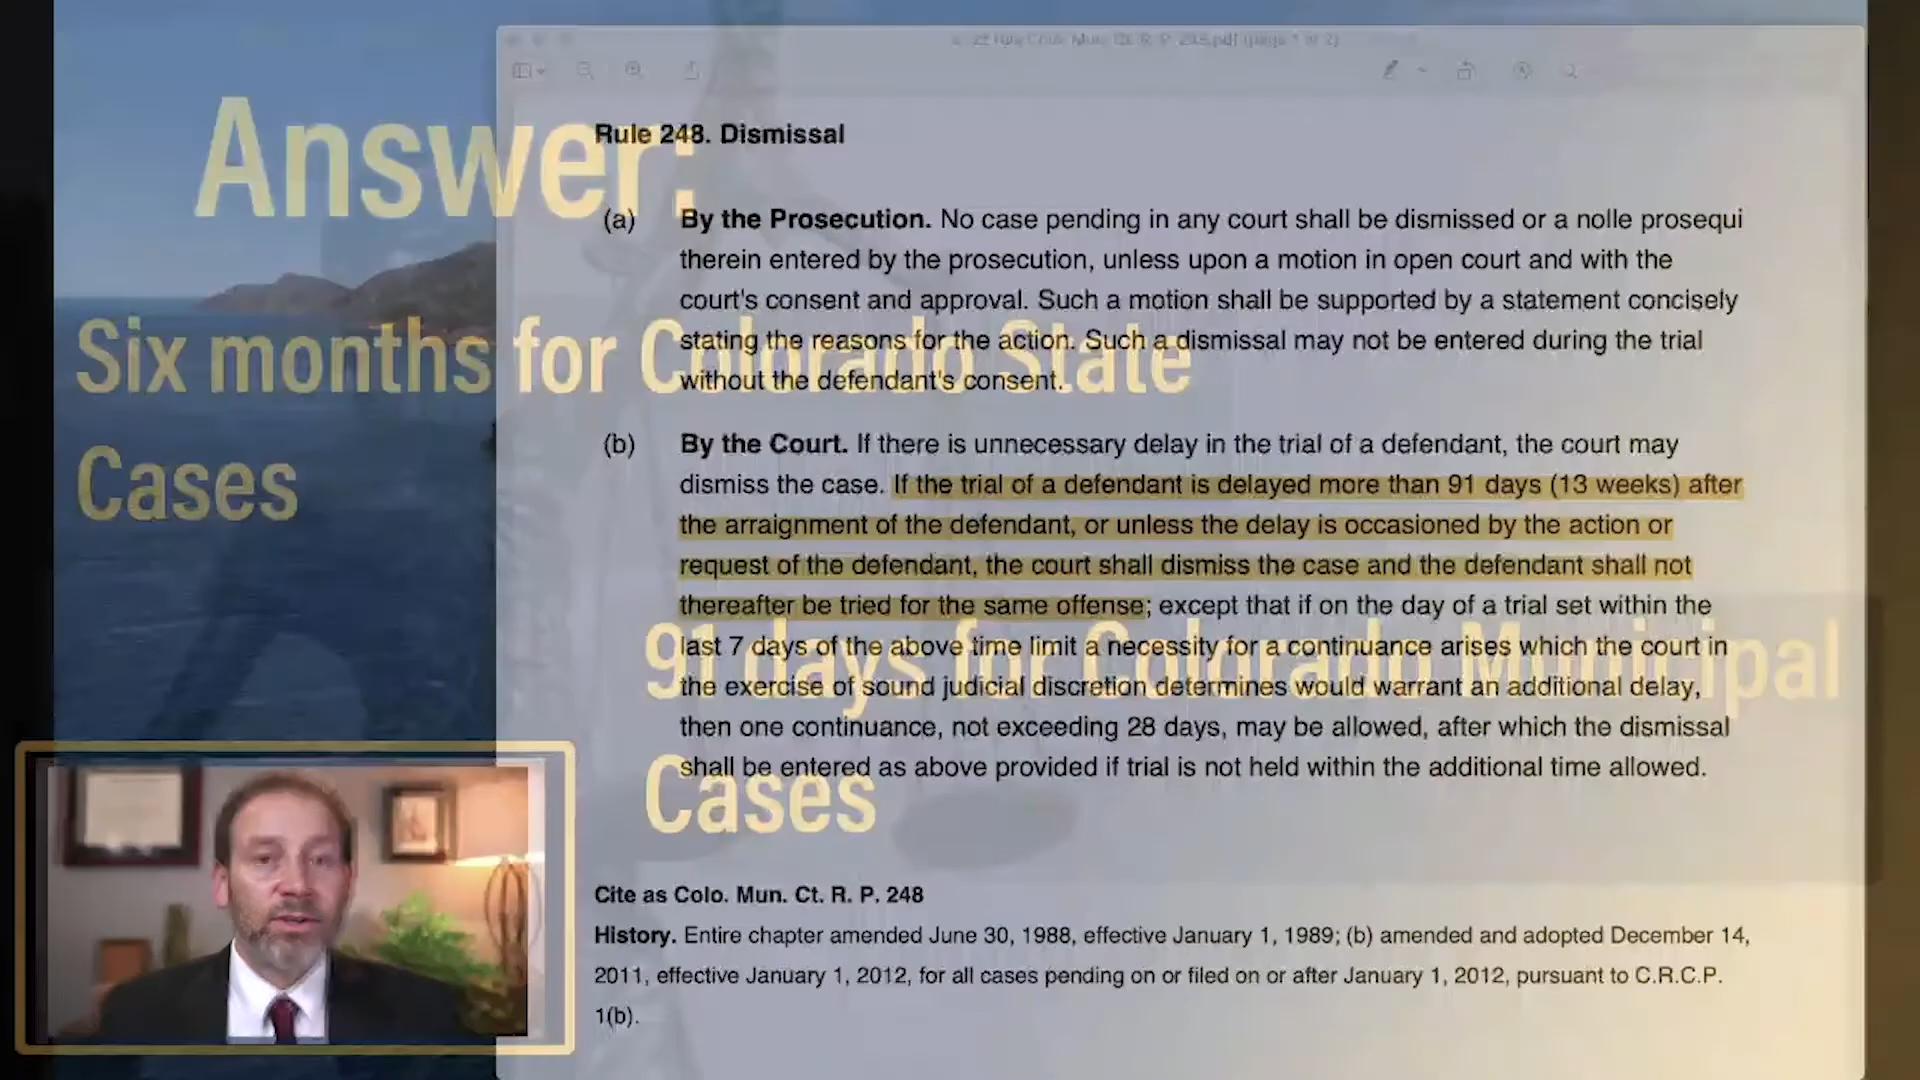 Answer:
Six months for Colorado State
Cases
91 days for Colorado Municipal
Cases
Rule 248. Dismissal
(a) By the Prosecution. No case pending in any court shall be dismissed or a nolle prosequi
therein entered by the prosecution, unless upon a motion in open court and with the
court's consent and approval. Such a motion shall be supported by a statement concisely
stating the reasons for the action. Such a dismissal may not be entered during the trial
without the defendant's consent.
(b) By the Court. If there is unnecessary delay in the trial of a defendant, the court may
dismiss the case. If the trial of a defendant is delayed more than 91 days (13 weeks) after
the arraignment of the defendant, or unless the delay is occasioned by the action or
request of the defendant, the court shall dismiss the case and the defendant shall not
thereafter be tried for the same offense; except that if on the day of a trial set within the
last 7 days of the above time limit a necessity for a continuance arises which the court in
the exercise of sound judicial discretion determines would warrant an additional delay,
then one continuance, not exceeding 28 days, may be allowed, after which the dismissal
shall be entered as above provided if trial is not held within the additional time allowed.
Cite as Colo. Mun. Ct. R. P. 248
History. Entire chapter amended June 30, 1988, effective January 1, 1989; (b) amended and adopted December 14,
2011, effective January 1, 2012, for all cases pending on or filed on or after January 1, 2012, pursuant to C.R.C.P.
1(b).